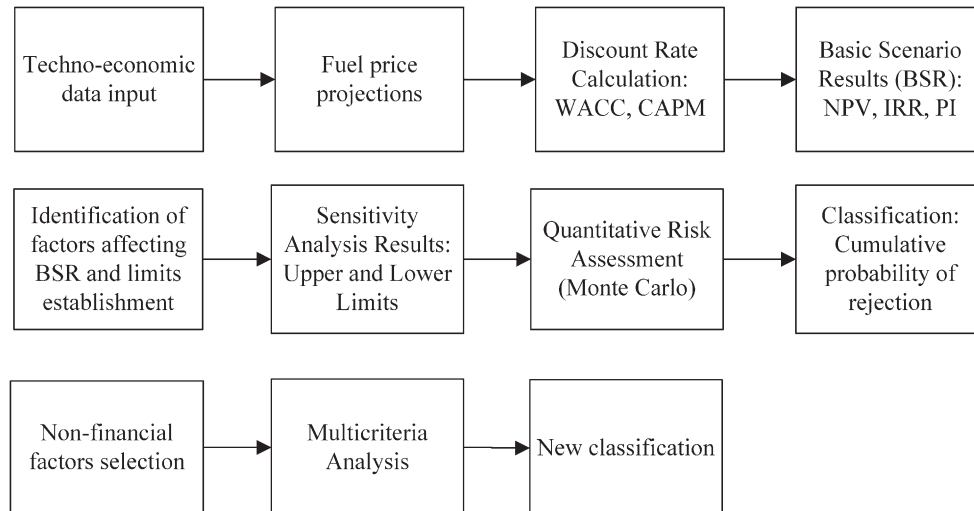 Techno-economic
data input
Fuel price
projections
Discount Rate
Calculation:
WACC, CAPM
Basic Scenario
Results (BSR):
NPV, IRR, PI
Identification of
factors affecting
BSR and limits
establishment
Sensitivity
Analysis Results:
Upper and Lower
Limits
Quantitative Risk
Assessment
(Monte Carlo)
Classification:
Cumulative
probability of
rejection
Non-financial
factors selection
Multicriteria
Analysis
New classification